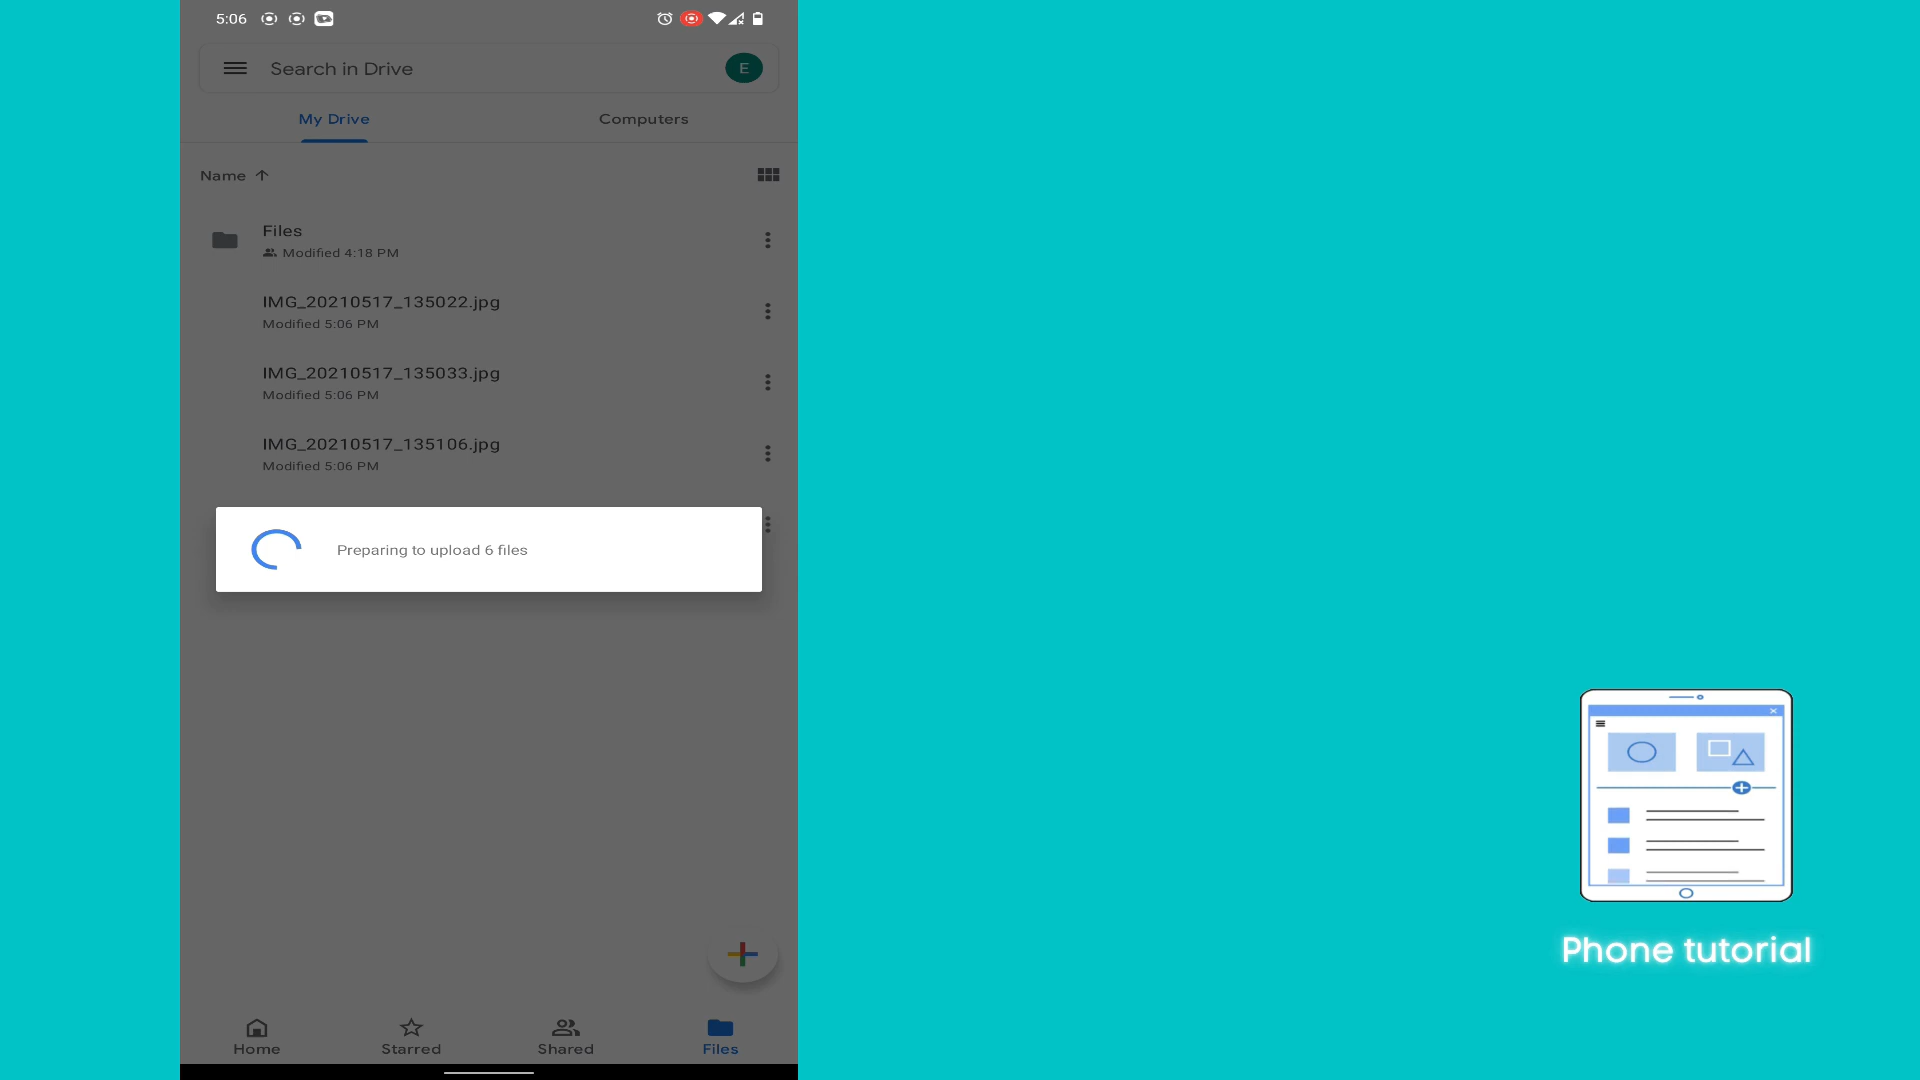 5:06
Search in Drive
E
My Drive
Computers
Name
Files
Modified 4:18 PM
IMG_20210517_135022.jpg
Modified 5:06 PM
IMG_20210517_135033.jpg
Modified 5:06 PM
IMG_20210517_135106.jpg
Modified 5:06 PM
Preparing to upload 6 files
Home
Starred
Shared
Files
Phone tutorial